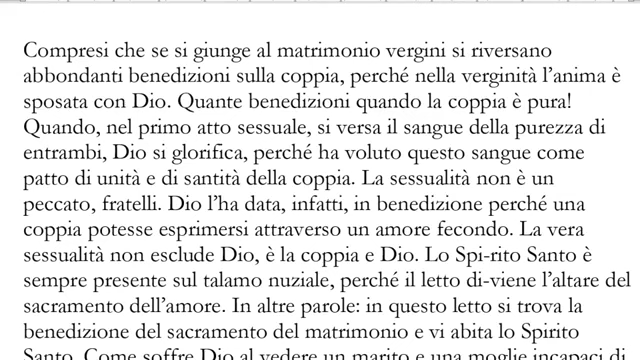 Compresi che se si giunge al matrimonio vergini si riversano
abbondanti benedizioni sulla coppia, perché nella verginità l'anima è
sposata con Dio. Quante benedizioni quando la coppia è pura!
Quando, nel primo atto sessuale, si versa il sangue della purezza di
entrambi, Dio si glorifica, perché ha voluto questo sangue come
patto di unità e di santità della coppia. La sessualità non è un
peccato, fratelli. Dio l'ha data, infatti, in benedizione perché una
coppia potesse esprimersi attraverso un amore fecondo. La vera
sessualità non esclude Dio, è la coppia e Dio. Lo Spi-rito Santo è
sempre presente sul talamo nuziale, perché il letto di-viene l'altare del
sacramento dell'amore. In altre parole: in questo letto si trova la
benedizione del sacramento del matrimonio e vi abita lo Spirito
Santo. Come soffre Dio al vedere un marito e una moglie incapaci di